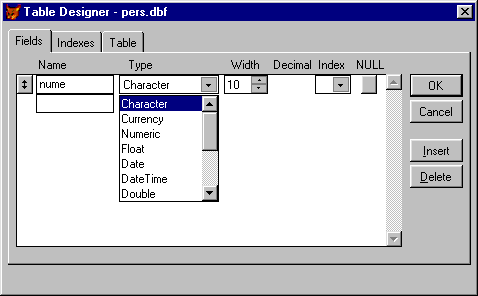 Table Designer - pers.dbf
Fields Indexes Table
Name Type Width Decimal Index NULL
nume Character 10
Character
Currency
Numeric
Float
Date
DateTime
Double
OK
Cancel
Insert
Delete